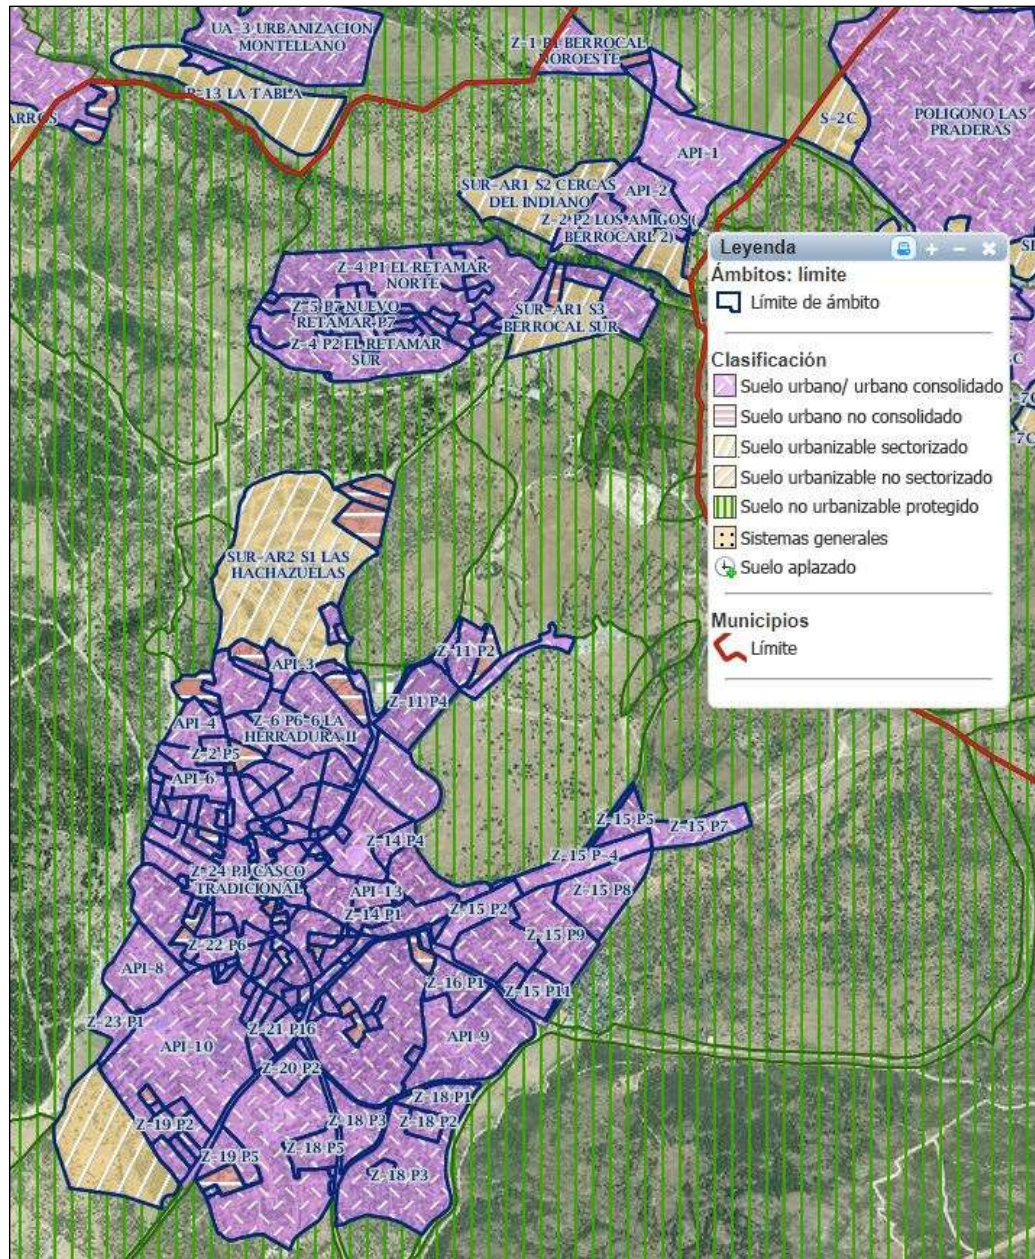 UA-3 URBANIZACION
MONTELLANO
Z-1 P1 BERROCAL
NOROESTE
P-13 LA TABLA
ARROS
S-2C
POLIGONO LAS
PRADERAS
API-1
SUR-AR1 S2 CERCAS
DEL INDIANO
API-2
Z-2 P2 LOS AMIGOS (
BERROCARL 2)
Z-4 P1 EL RETAMAR
NORTE
Z-5 P7 NUEVO
RETAMAR P7
Z-4 P2 EL RETAMAR
SUR
SUR-AR1 S3
BERROCAL SUR
Leyenda
Ámbitos: límite
Límite de ámbito
Clasificación
Suelo urbano/ urbano consolidado
Suelo urbano no consolidado
Suelo urbanizable sectorizado
Suelo urbanizable no sectorizado
Suelo no urbanizable protegido
Sistemas generales
Suelo aplazado
Municipios
Límite
SUR-AR2 S1 LAS
HACHAZUELAS
API-3
Z-11 P2
Z-11 P4
API-4
Z-6 P6-6 LA
HERRADURA II
Z-2 P5
API-6
Z-14 P4
Z-15 P5
Z-15 P7
Z-15 P-4
Z-24 P1 CASCO
TRADICIONAL
API-13
Z-14 P1
Z-15 P2
Z-15 P8
Z-15 P9
Z-22 P6
API-8
Z-16 P1
Z-15 P11
Z-23 P1
Z-21 P16
API-10
API-9
Z-20 P2
Z-18 P1
Z-19 P2
Z-18 P3
Z-18 P2
Z-19 P5
Z-18 P5
Z-18 P3